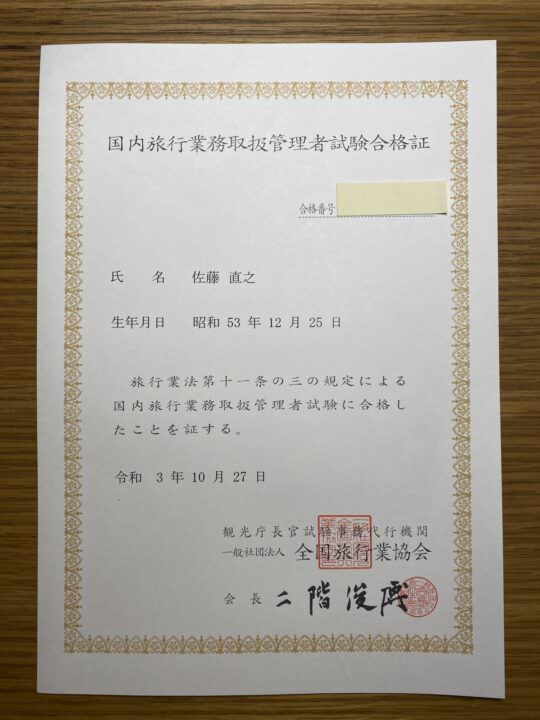 国内旅行業務取扱管理者試験合格証
合格番号
氏 名 佐藤 直之
生年月日 昭和 53 年 12 月 25 日
旅行業法第十一条の三の規定による
国内旅行業務取扱管理者試験に合格し
たことを証する。
令和 3 年 10 月 27 日
観光庁長官試験事務代行機関
一般社団法人 全国旅行業協会
会 長 二階俊博